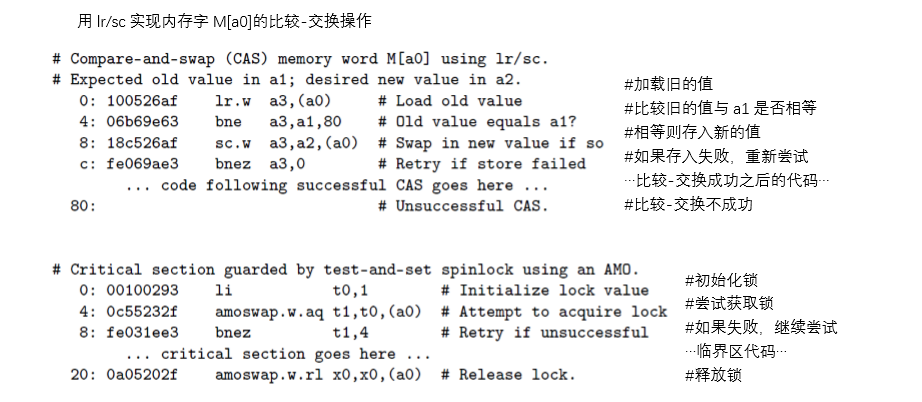 用 lr/sc 实现内存字 M[a0]的比较-交换操作
# Compare-and-swap (CAS) memory word M[a0] using lr/sc.
# Expected old value in a1; desired new value in a2.
0: 100526af lr.w a3,(a0) # Load old value #加载旧的值
4: 06b69e63 bne a3,a1,80 # Old value equals a1? #比较旧的值与 a1 是否相等
8: 18c526af sc.w a3,a2,(a0) # Swap in new value if so #相等则存入新的值
c: fe069ae3 bnez a3,0 # Retry if store failed #如果存入失败，重新尝试
... code following successful CAS goes here ... …比较-交换成功之后的代码…
80: # Unsuccessful CAS. #比较-交换不成功
# Critical section guarded by test-and-set spinlock using an AMO.
0: 00100293 li t0,1 # Initialize lock value #初始化锁
4: 0c55232f amoswap.w.aq t1,t0,(a0) # Attempt to acquire lock #尝试获取锁
8: fe031ee3 bnez t1,4 # Retry if unsuccessful #如果失败，继续尝试
... critical section goes here ... …临界区代码…
20: 0a05202f amoswap.w.rl x0,x0,(a0) # Release lock. #释放锁